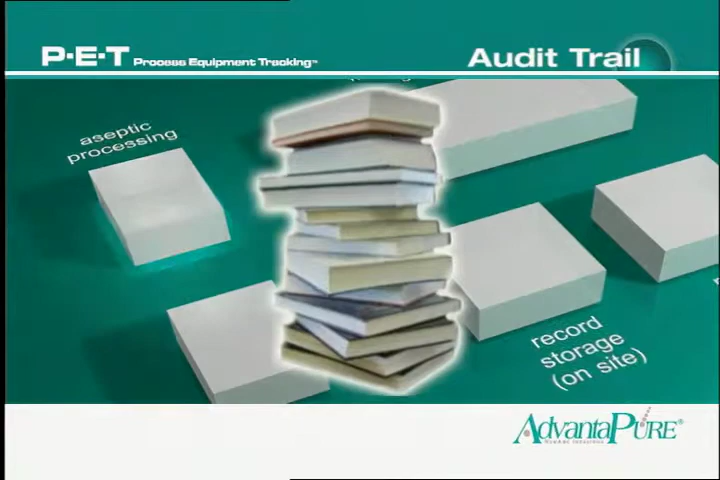 P·E·T Process Equipment Tracking™
Audit Trail
aseptic
processing
record
storage
(on site)
AdvantaPure®